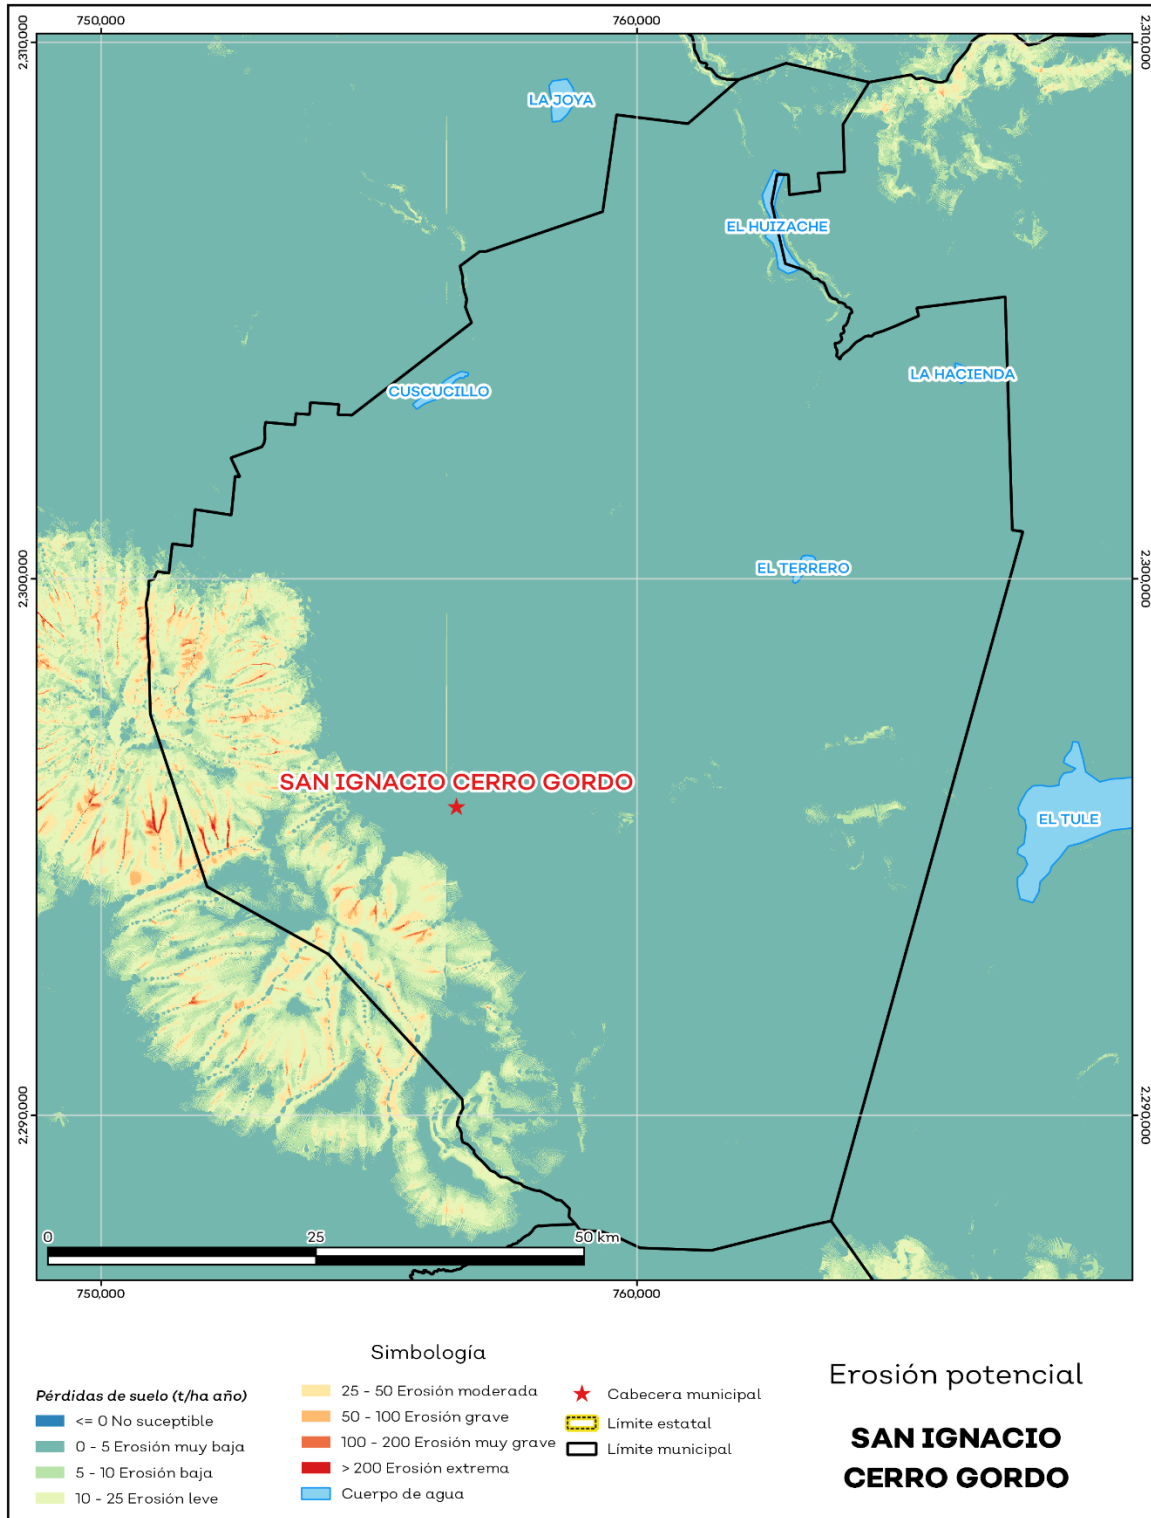 750,000
760,000
2,310,000
2,310,000
LA JOYA
EL HUIZACHE
LA HACIENDA
CUSCUCILLO
EL TERRERO
2,300,000
2,300,000
SAN IGNACIO CERRO GORDO
EL TULE
2,290,000
2,290,000
0
25
50 km
750,000
760,000
Simbología
Pérdidas de suelo (t/ha año)
<= 0 No suceptible
0 - 5 Erosión muy baja
5 - 10 Erosión baja
10 - 25 Erosión leve
25 - 50 Erosión moderada
50 - 100 Erosión grave
100 - 200 Erosión muy grave
> 200 Erosión extrema
Cuerpo de agua
Cabecera municipal
Límite estatal
Límite municipal
Erosión potencial
SAN IGNACIO
CERRO GORDO